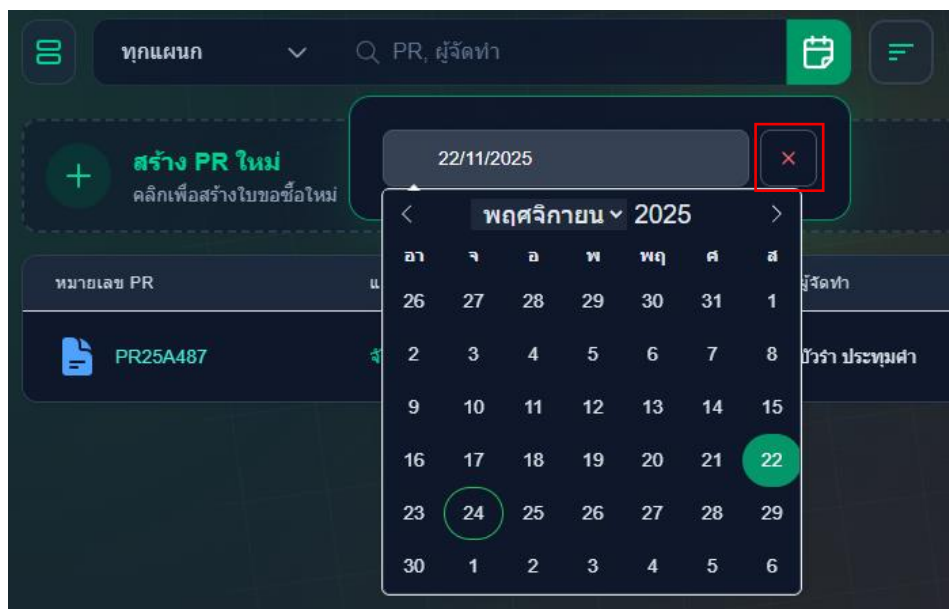 ทุกแผนก
PR, ผู้จัดทำ
สร้าง PR ใหม่
คลิกเพื่อสร้างใบขอซื้อใหม่
22/11/2025
พฤศจิกายน 2025
อา จ อ พ พฤ ศ ส
26 27 28 29 30 31 1
2 3 4 5 6 7 8
9 10 11 12 13 14 15
16 17 18 19 20 21 22
23 24 25 26 27 28 29
30 1 2 3 4 5 6
หมายเลข PR
ผู้จัดทำ
PR25A487
บัวรำ ประทุมคำ